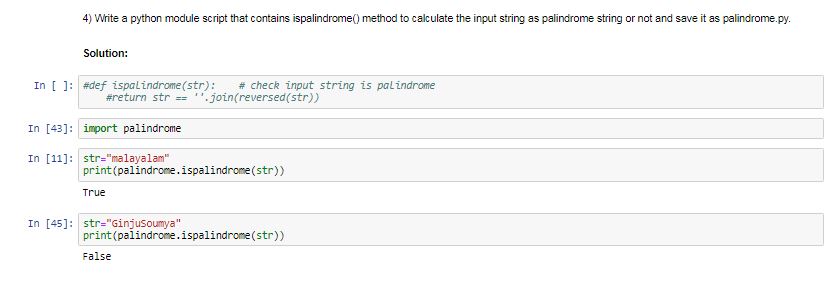 4) Write a python module script that contains ispalindrome() method to calculate the input string as palindrome string or not and save it as palindrome.py.
Solution:
In [ ]: #def ispalindrome(str):    # check input string is palindrome
#return str == ''.join(reversed(str))
In [43]: import palindrome
In [11]: str="malayalam"
print(palindrome.ispalindrome(str))
True
In [45]: str="GinjuSoumya"
print(palindrome.ispalindrome(str))
False